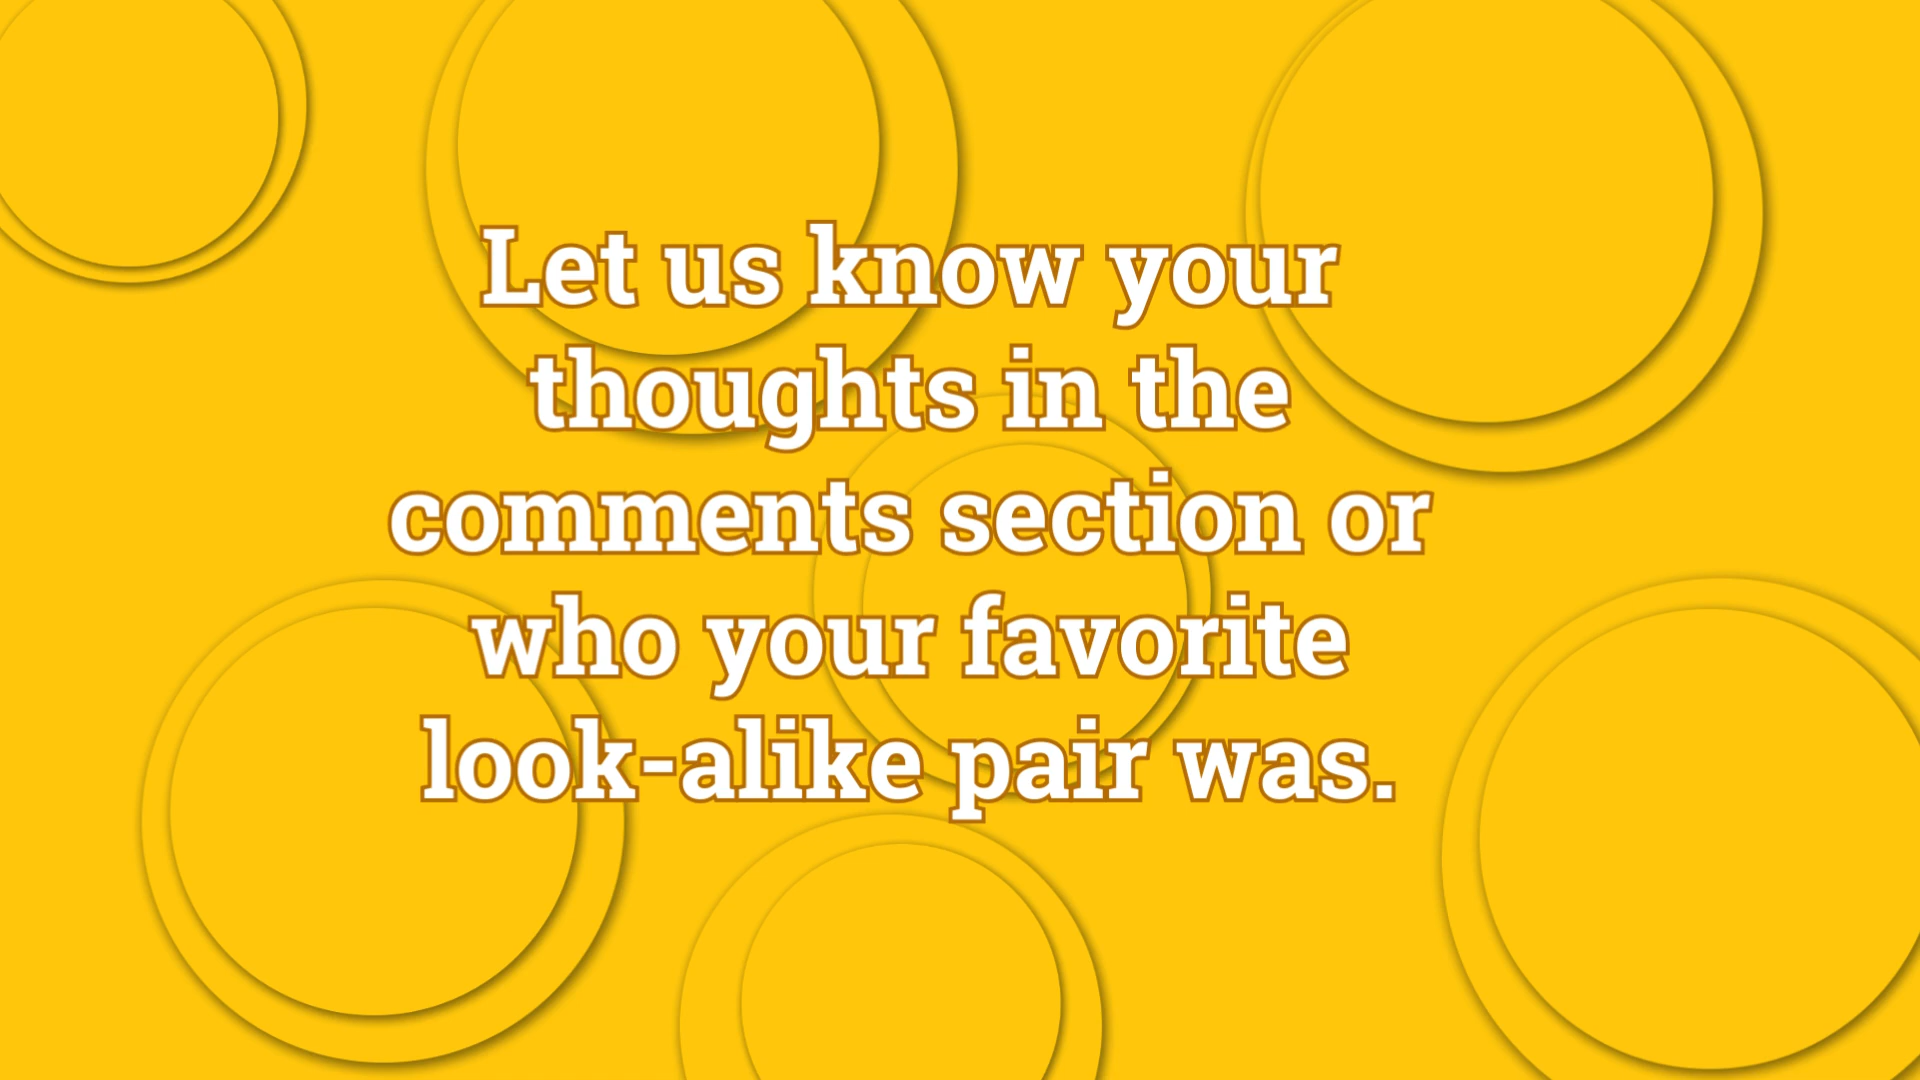 Let us know your
thoughts in the
comments section or
who your favorite
look-alike pair was.